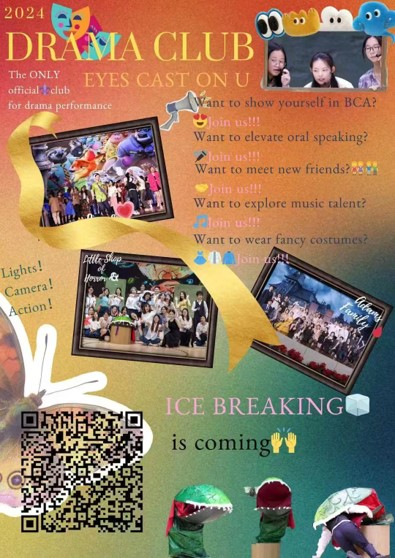 2024
DRAMA CLUB
EYES CAST ON U
The ONLY
official club
for drama performance
Want to show yourself in BCA?
😍Join us!!!
Want to elevate oral speaking?
🎤Join us!!!
Want to meet new friends?
🤝Join us!!!
Want to explore music talent?
🎵Join us!!!
Want to wear fancy costumes?
Join us!!!
Little Shop
of
Horrors
Adams
Family
Lights!
Camera!
Action!
ICE BREAKING
is coming🙌